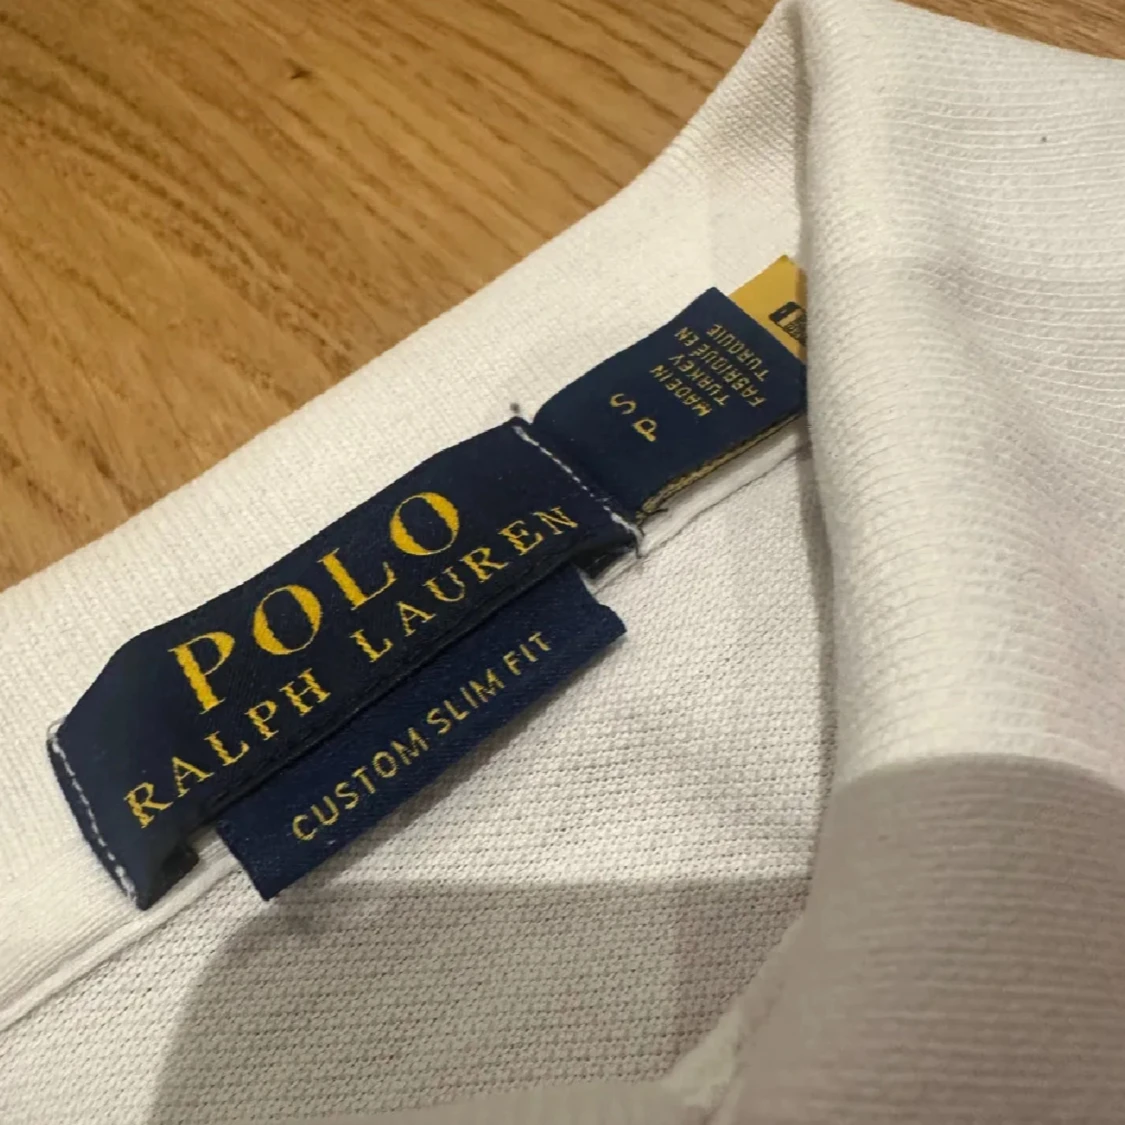 POLO
RALPH LAUREN
CUSTOM SLIM FIT
S
P
MADE IN
TURKEY
FABRIQUÉ EN
TURQUIE